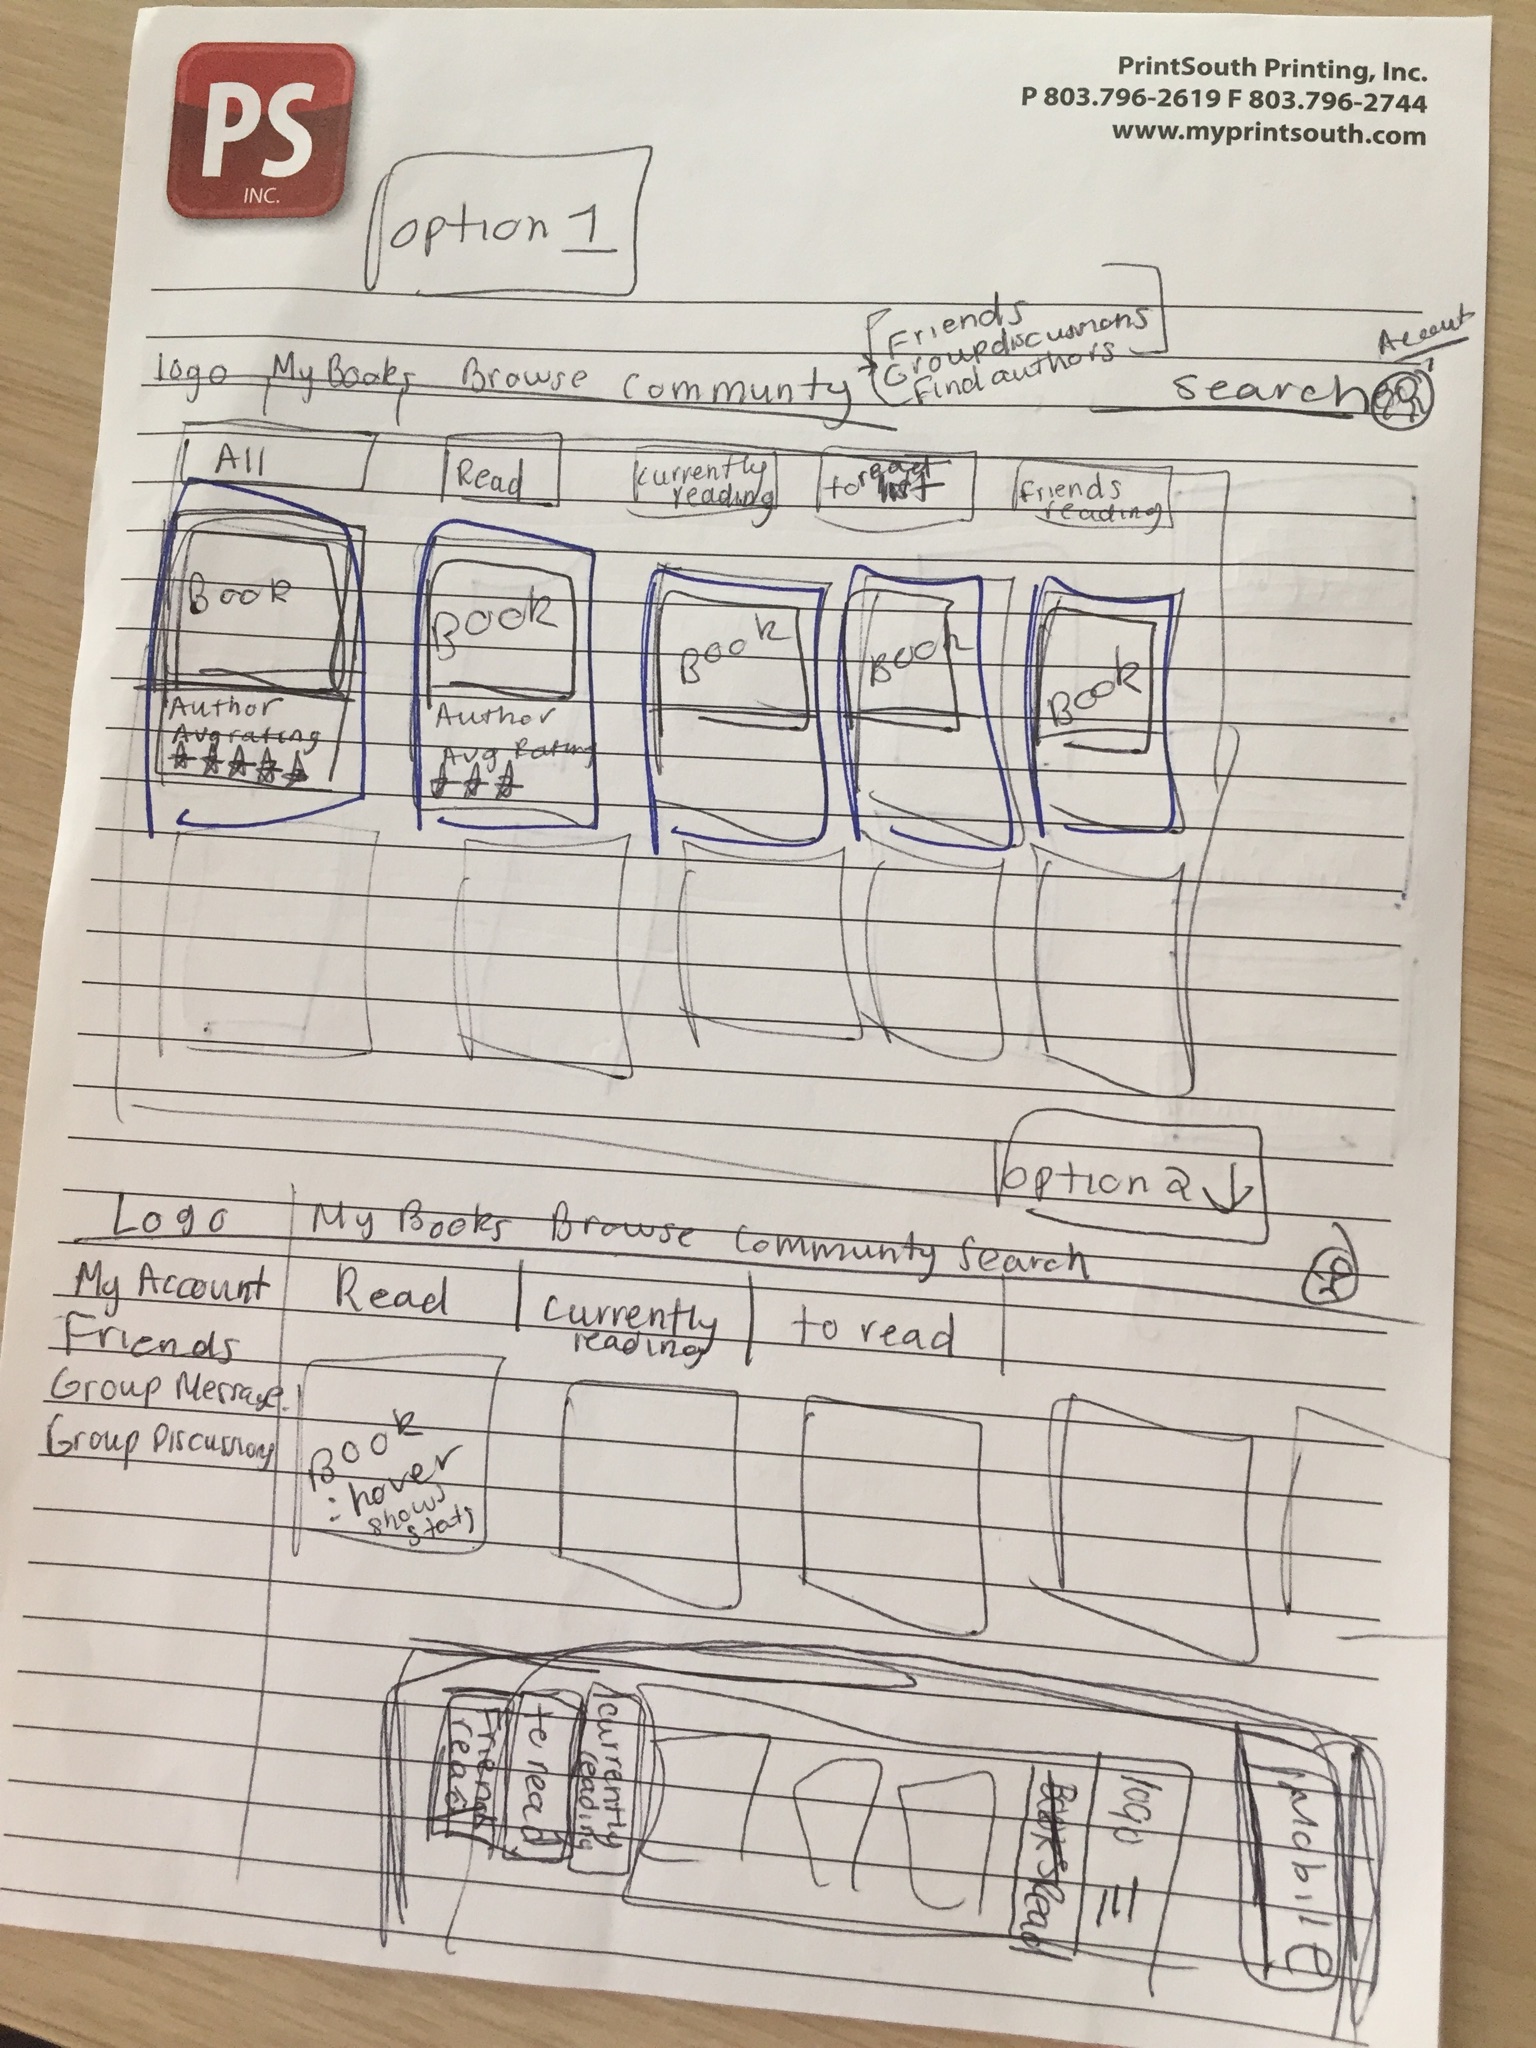 PS
INC.
PrintSouth Printing, Inc.
P 803.796-2619 F 803.796-2744
www.myprintsouth.com
option 1
Friends
Groupdiscussions
Find authors
Account
logo My Books Browse Communty
Search
All
Read
currently
reading
to read
list
friends
reading
Book
Book
Book
Book
Book
Author
Avgrating
Author
Avg Rating
option 2 ↓
Logo My Books Browse Communty Search
My Account
Read
currently
reading
to read
Friends
Group Message
Group Discussions
Book
:hover
shows
stats
Mobile
logo
Read
currently
reading
to read
Friends
read